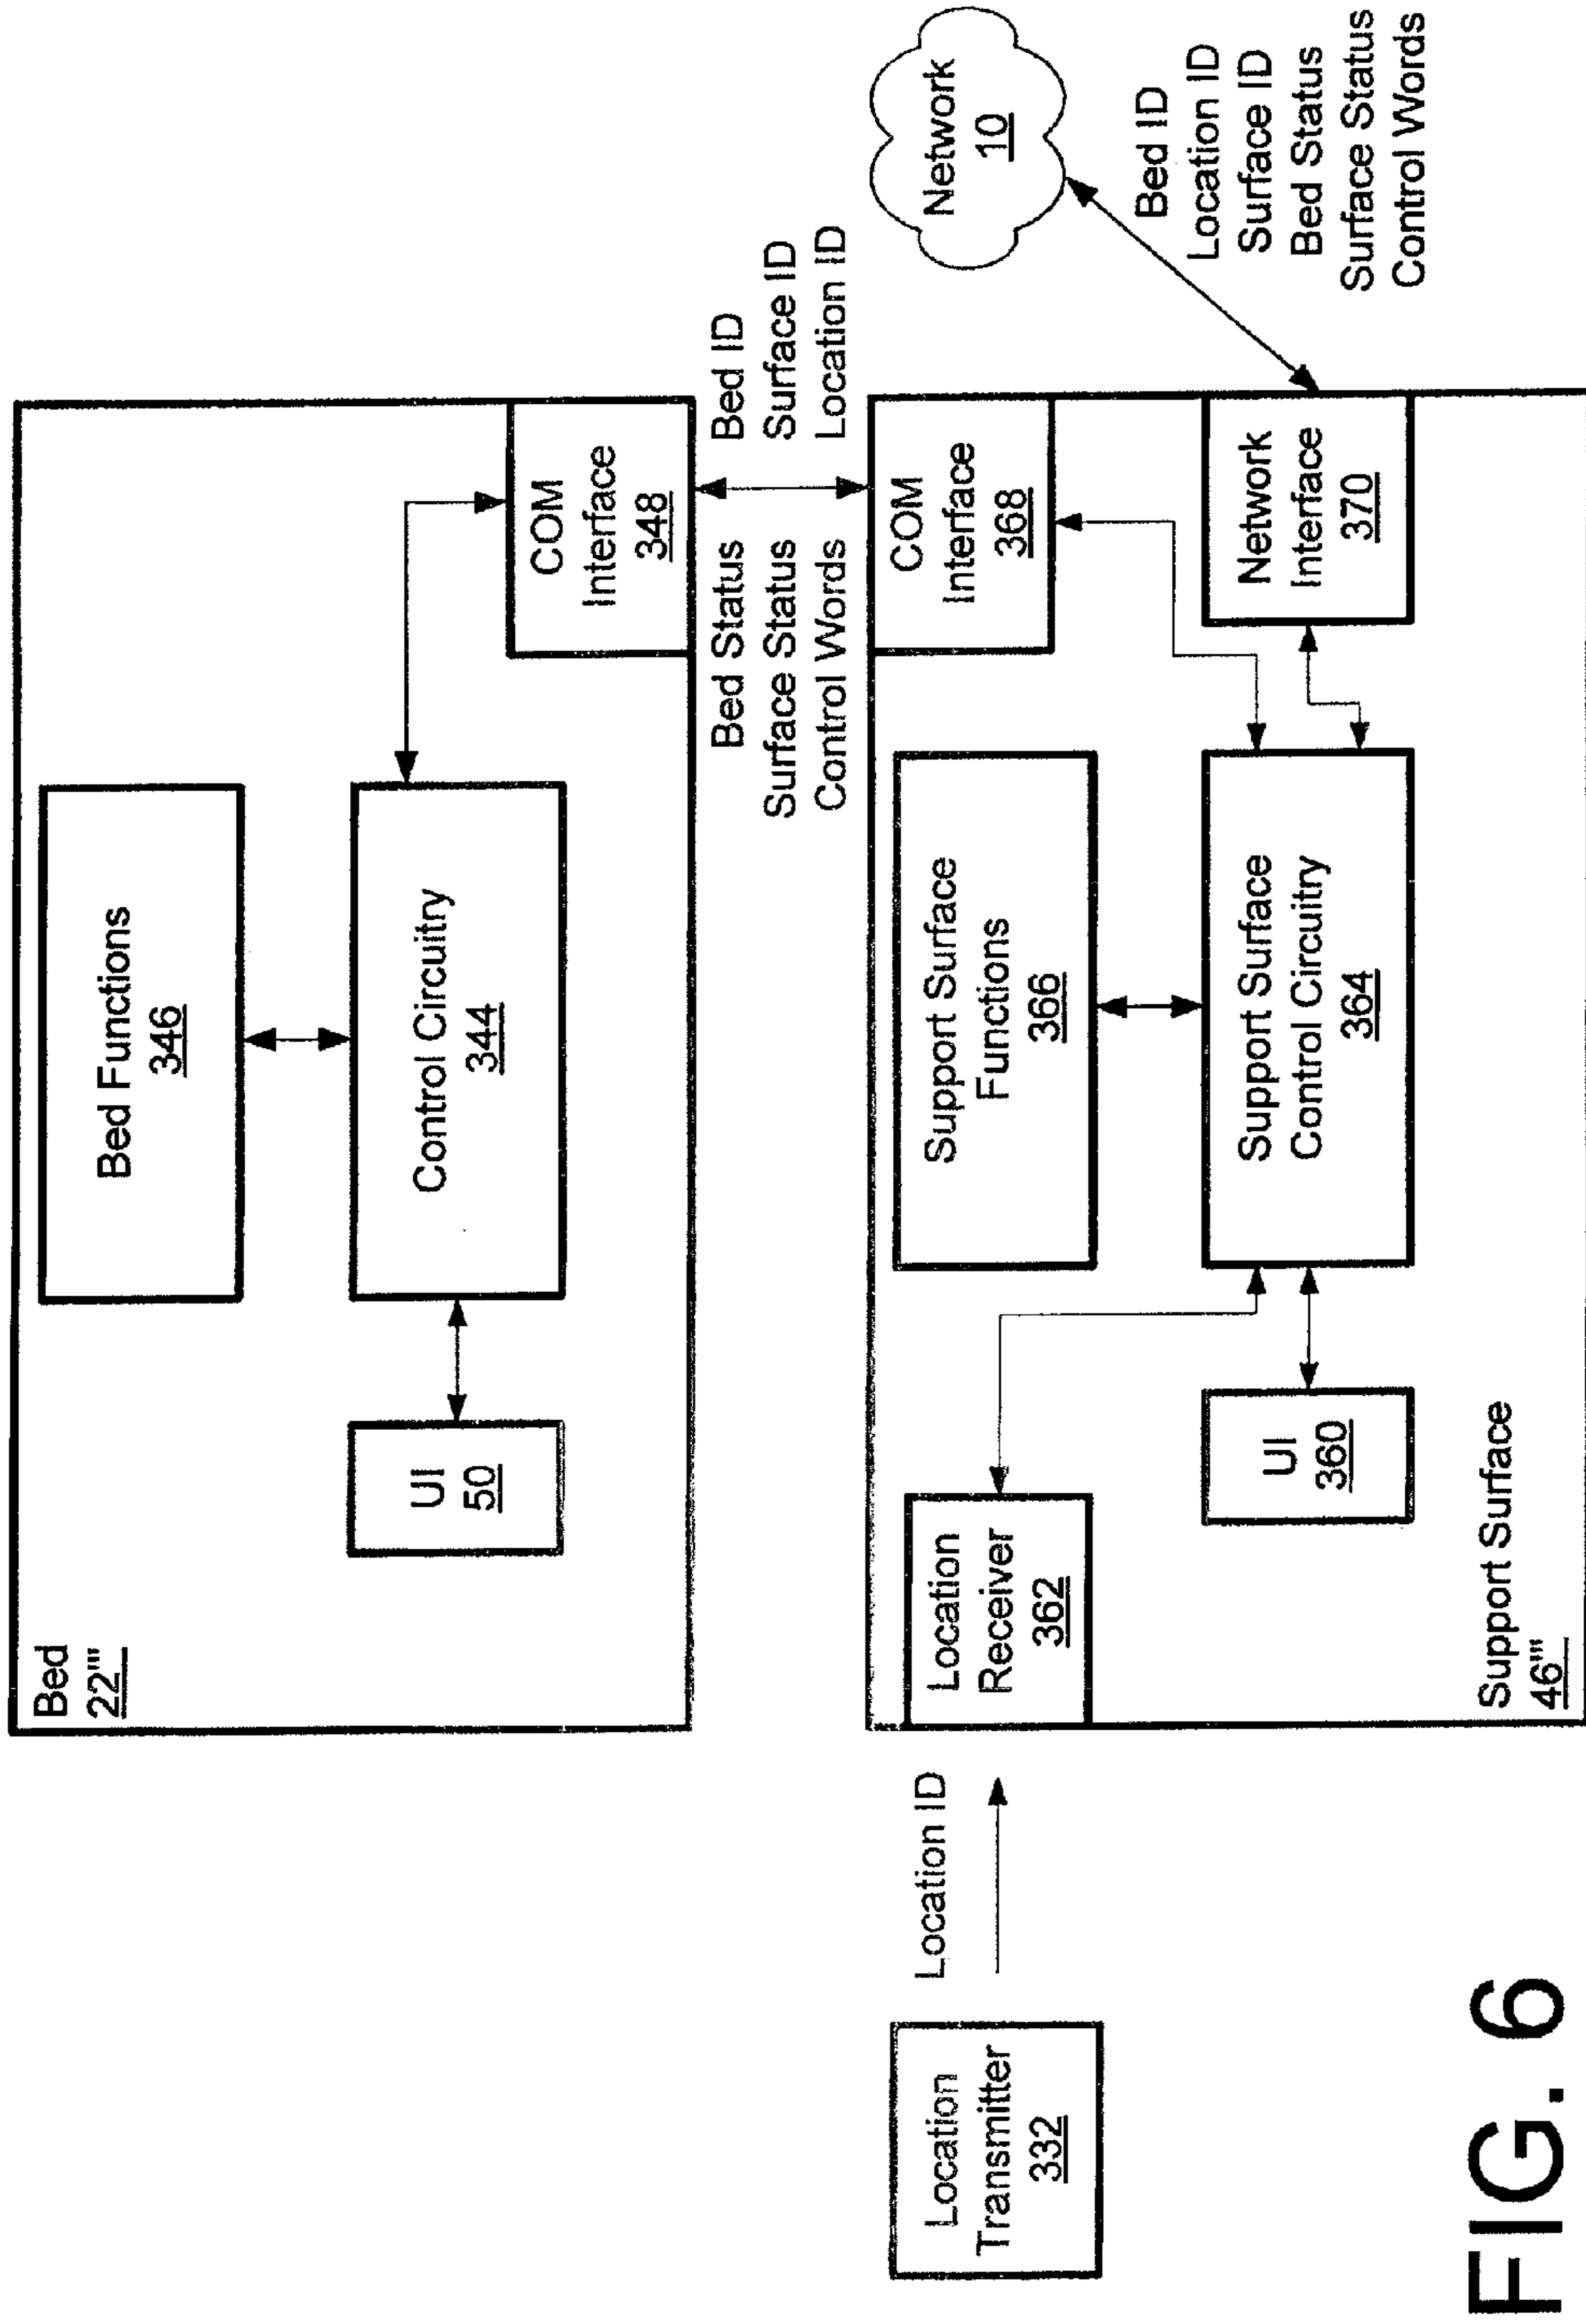 Bed
22'''
Bed Functions
346
UI
50
Control Circuitry
344
COM
Interface
348
Bed Status
Surface Status
Control Words
Bed ID
Surface ID
Location ID
Location
Transmitter
332
Location ID
Location
Receiver
362
Support Surface
Functions
366
COM
Interface
368
UI
360
Support Surface
Control Circuitry
364
Network
Interface
370
Support Surface
46'''
Network
10
Bed ID
Location ID
Surface ID
Bed Status
Surface Status
Control Words
FIG. 6